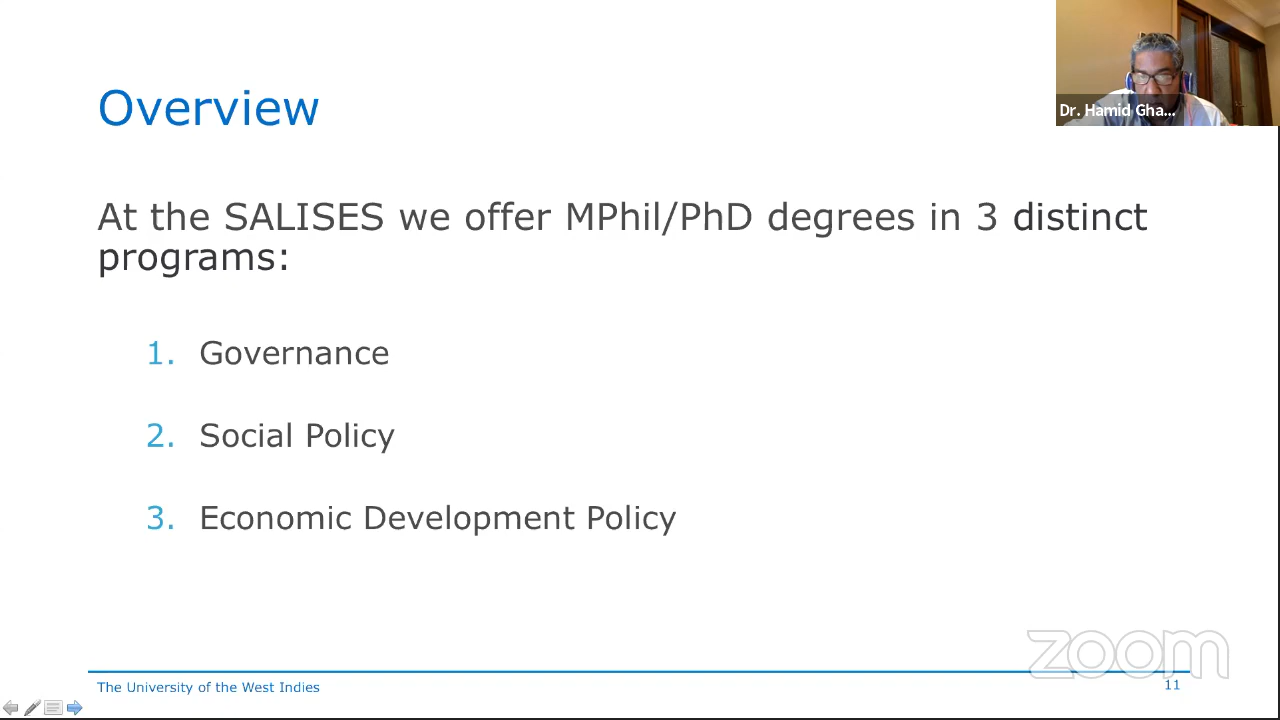 Overview
Dr. Hamid Gha...
At the SALISES we offer MPhil/PhD degrees in 3 distinct
programs:
1. Governance
2. Social Policy
3. Economic Development Policy
zoom
The University of the West Indies
11